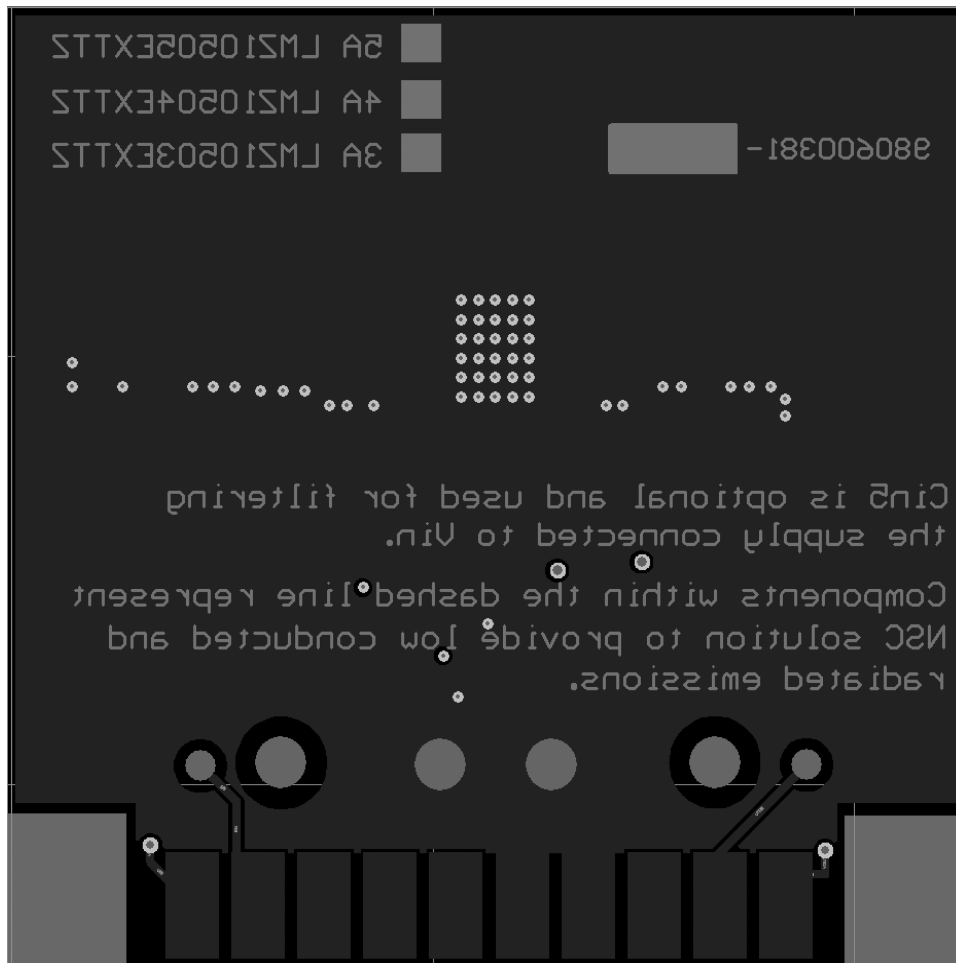 5A LMZ10505EXTTZ
4A LMZ10504EXTTZ
3A LMZ10503EXTTZ
980600381-
Cin5 is optional and used for filtering
the supply connected to Vin.
Components within the dashed line represent
NSC solution to provide low conducted and
radiated emissions.